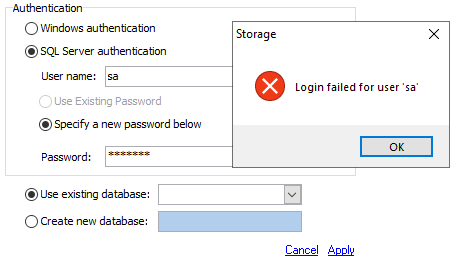 Authentication
Windows authentication
SQL Server authentication
User name: sa
Use Existing Password
Specify a new password below
Password: *******
Storage
Login failed for user 'sa'
OK
Use existing database:
Create new database:
Cancel Apply